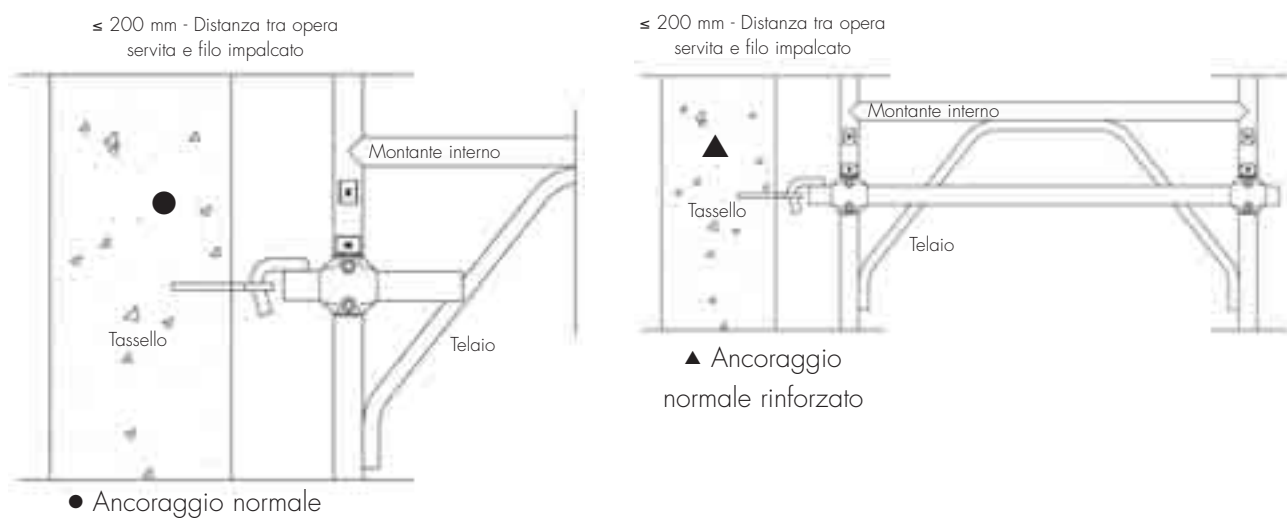 ≤ 200 mm - Distanza tra opera
servita e filo impalcato
Montante interno
Tassello
Telaio
● Ancoraggio normale
≤ 200 mm - Distanza tra opera
servita e filo impalcato
Montante interno
Tassello
Telaio
▲ Ancoraggio
normale rinforzato